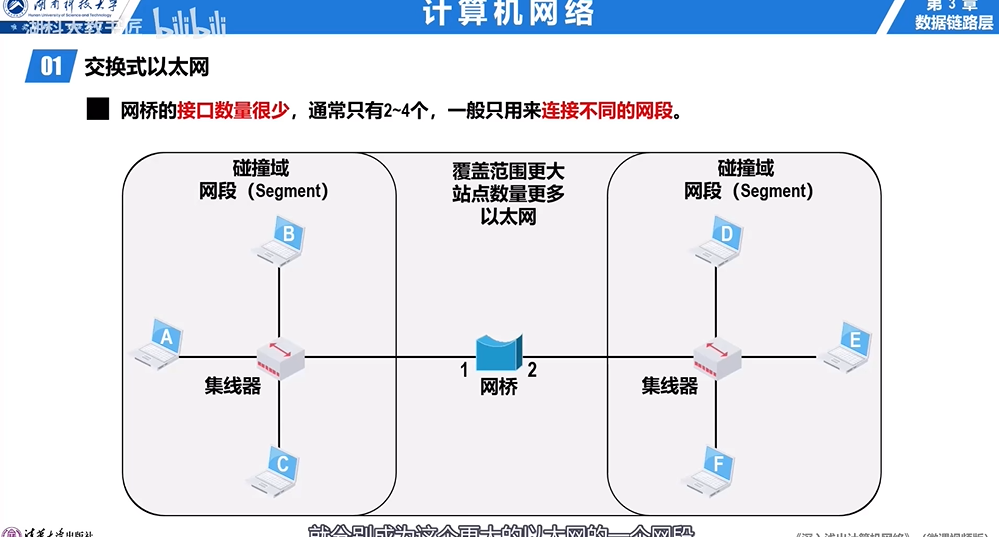 湖南科技大学
湖科大教书匠 bilibili
计算机网络
第 3 章
数据链路层
01 交换式以太网
网桥的接口数量很少，通常只有2~4个，一般只用来连接不同的网段。
碰撞域
网段（Segment）
覆盖范围更大
站点数量更多
以太网
碰撞域
网段（Segment）
B
D
A
E
1
2
集线器
网桥
集线器
C
F
就分别成为这个更大的以太网的一个网段
清华大学出版社
《深入浅出计算机网络》（微课视频版）